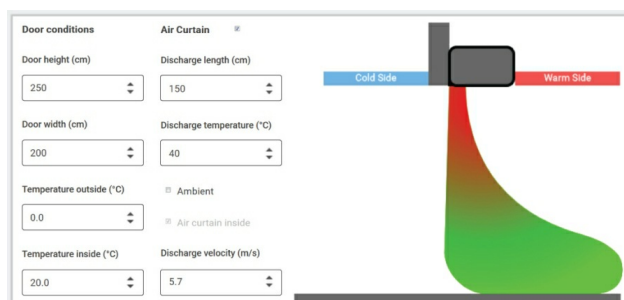 Door conditions
Air Curtain
Door height (cm)
Discharge length (cm)
250
150
Door width (cm)
Discharge temperature (°C)
200
40
Temperature outside (°C)
Ambient
0.0
Air curtain inside
Temperature inside (°C)
Discharge velocity (m/s)
20.0
5.7
Cold Side
Warm Side